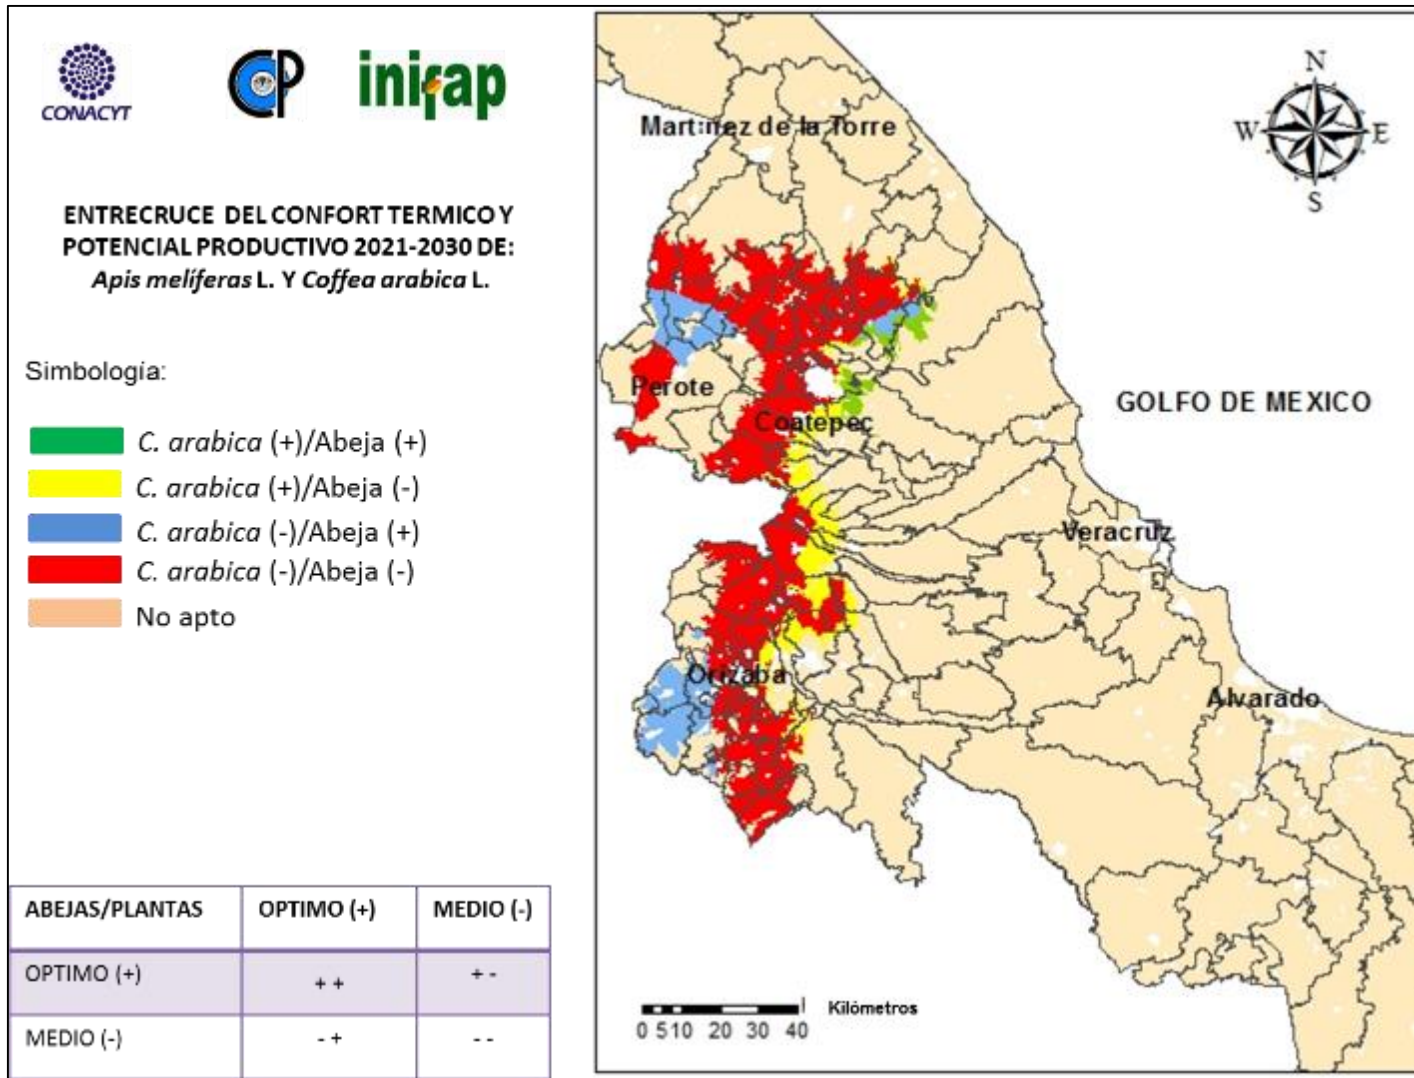 CONACYT
CP
inifap
ENTRECRUCE DEL CONFORT TERMICO Y
POTENCIAL PRODUCTIVO 2021-2030 DE:
Apis melíferas L. Y Coffea arabica L.
Simbología:
C. arabica (+)/Abeja (+)
C. arabica (+)/Abeja (-)
C. arabica (-)/Abeja (+)
C. arabica (-)/Abeja (-)
No apto
ABEJAS/PLANTAS OPTIMO (+) MEDIO (-)
OPTIMO (+) + + + -
MEDIO (-) - + - -
N
W E
S
Martínez de la Torre
Perote
Coatepec
GOLFO DE MEXICO
Veracruz
Orizaba
Alvarado
Kilómetros
0 5 10 20 30 40